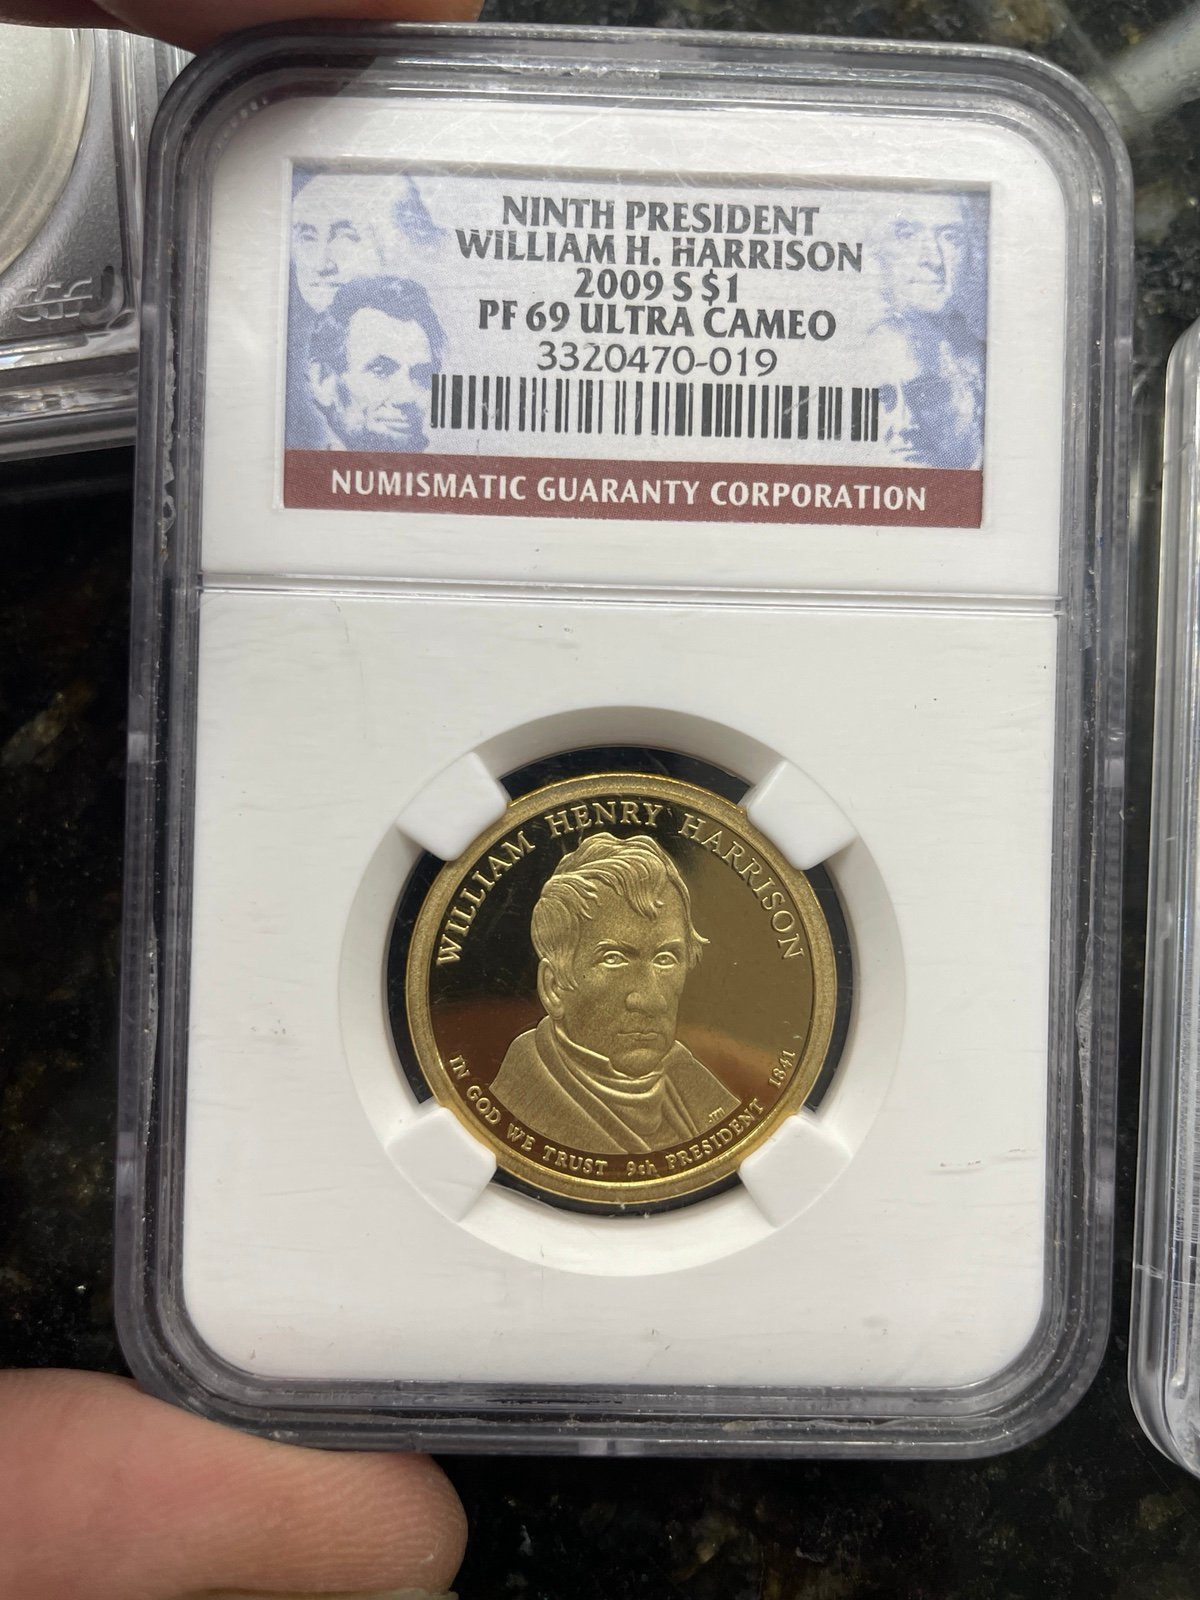 NINTH PRESIDENT
WILLIAM H. HARRISON
2009 S $1
PF 69 ULTRA CAMEO
3320470-019
NUMISMATIC GUARANTY CORPORATION
WILLIAM HENRY HARRISON
IN GOD WE TRUST 9th PRESIDENT 1841